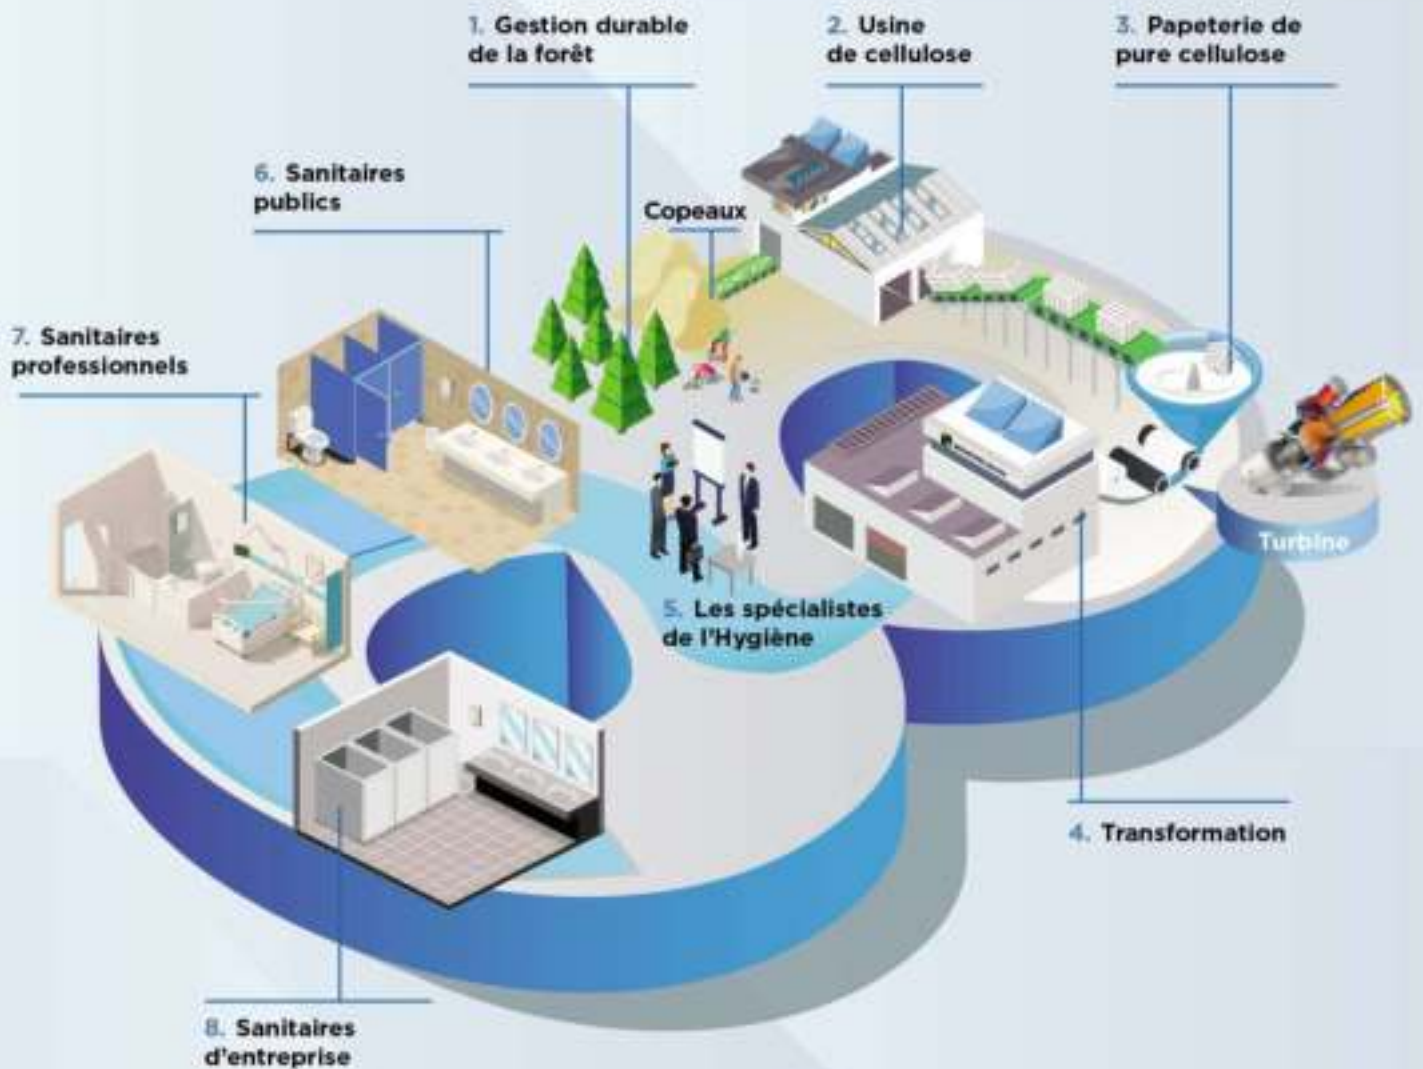 1. Gestion durable
de la forêt
2. Usine
de cellulose
3. Papeterie de
pure cellulose
6. Sanitaires
publics
Copeaux
7. Sanitaires
professionnels
Turbine
5. Les spécialistes
de l'Hygiène
4. Transformation
8. Sanitaires
d'entreprise